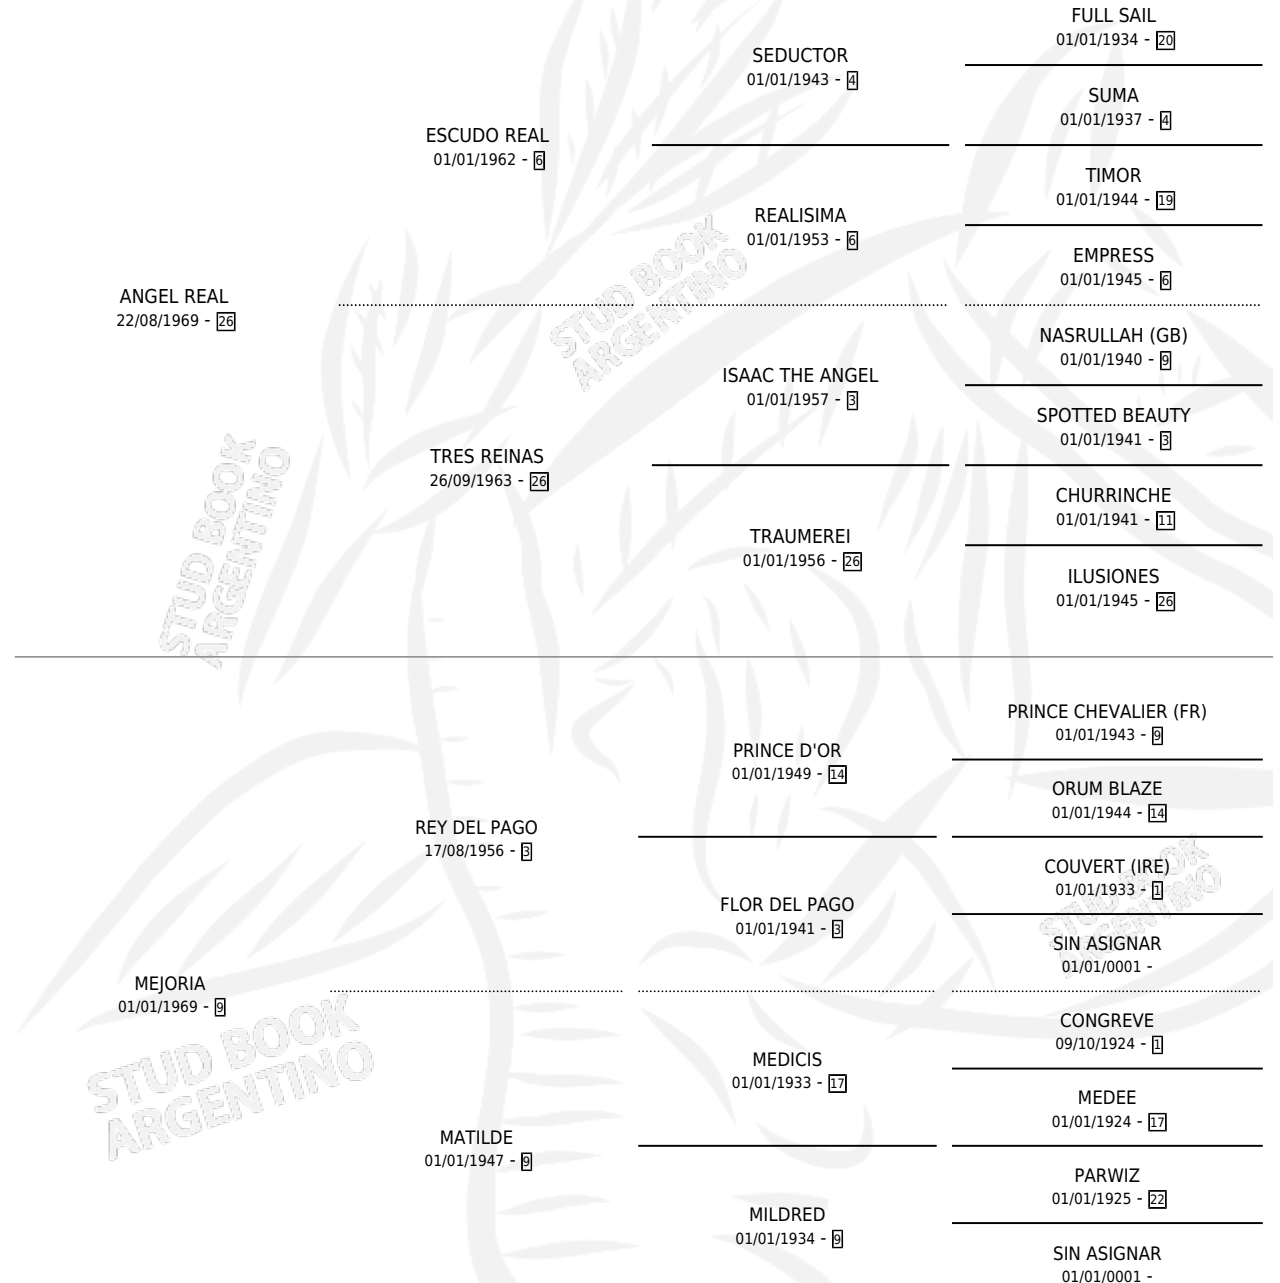 FULL SAIL
01/01/1934 - 20
SEDUCTOR
01/01/1943 - 4
SUMA
01/01/1937 - 4
ESCUDO REAL
01/01/1962 - 6
TIMOR
01/01/1944 - 19
REALISIMA
01/01/1953 - 6
EMPRESS
01/01/1945 - 6
ANGEL REAL
22/08/1969 - 26
STUD BOOK
ARGENTINO
NASRULLAH (GB)
01/01/1940 - 9
ISAAC THE ANGEL
01/01/1957 - 3
SPOTTED BEAUTY
01/01/1941 - 3
TRES REINAS
26/09/1963 - 26
CHURRINCHE
01/01/1941 - 11
TRAUMEREI
01/01/1956 - 26
ILUSIONES
01/01/1945 - 26
STUD BOOK
ARGENTINO
PRINCE CHEVALIER (FR)
01/01/1943 - 9
PRINCE D'OR
01/01/1949 - 14
ORUM BLAZE
01/01/1944 - 14
REY DEL PAGO
17/08/1956 - 3
COUVERT (IRE)
01/01/1933 - 1
FLOR DEL PAGO
01/01/1941 - 3
STUD BOOK
ARGENTINO
SIN ASIGNAR
01/01/0001 -
MEJORIA
01/01/1969 - 9
CONGREVE
09/10/1924 - 1
MEDICIS
01/01/1933 - 17
STUD BOOK
ARGENTINO
MEDEE
01/01/1924 - 17
MATILDE
01/01/1947 - 9
PARWIZ
01/01/1925 - 22
MILDRED
01/01/1934 - 9
SIN ASIGNAR
01/01/0001 -